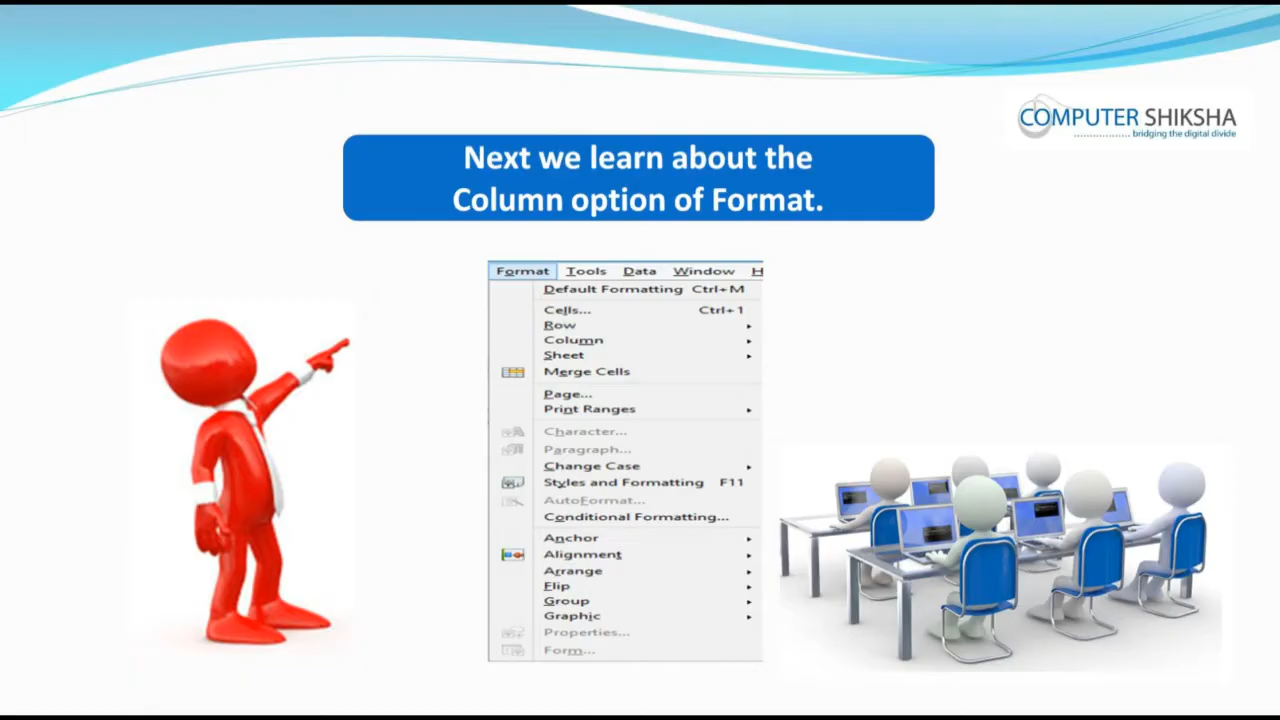 COMPUTER SHIKSHA
bridging the digital divide
Next we learn about the
Column option of Format.
Format Tools Data Window H
Default Formatting Ctrl+M
Cells... Ctrl+1
Row
Column
Sheet
Merge Cells
Page...
Print Ranges
Character...
Paragraph...
Change Case
Styles and Formatting F11
AutoFormat...
Conditional Formatting...
Anchor
Alignment
Arrange
Flip
Group
Graphic
Properties...
Form...